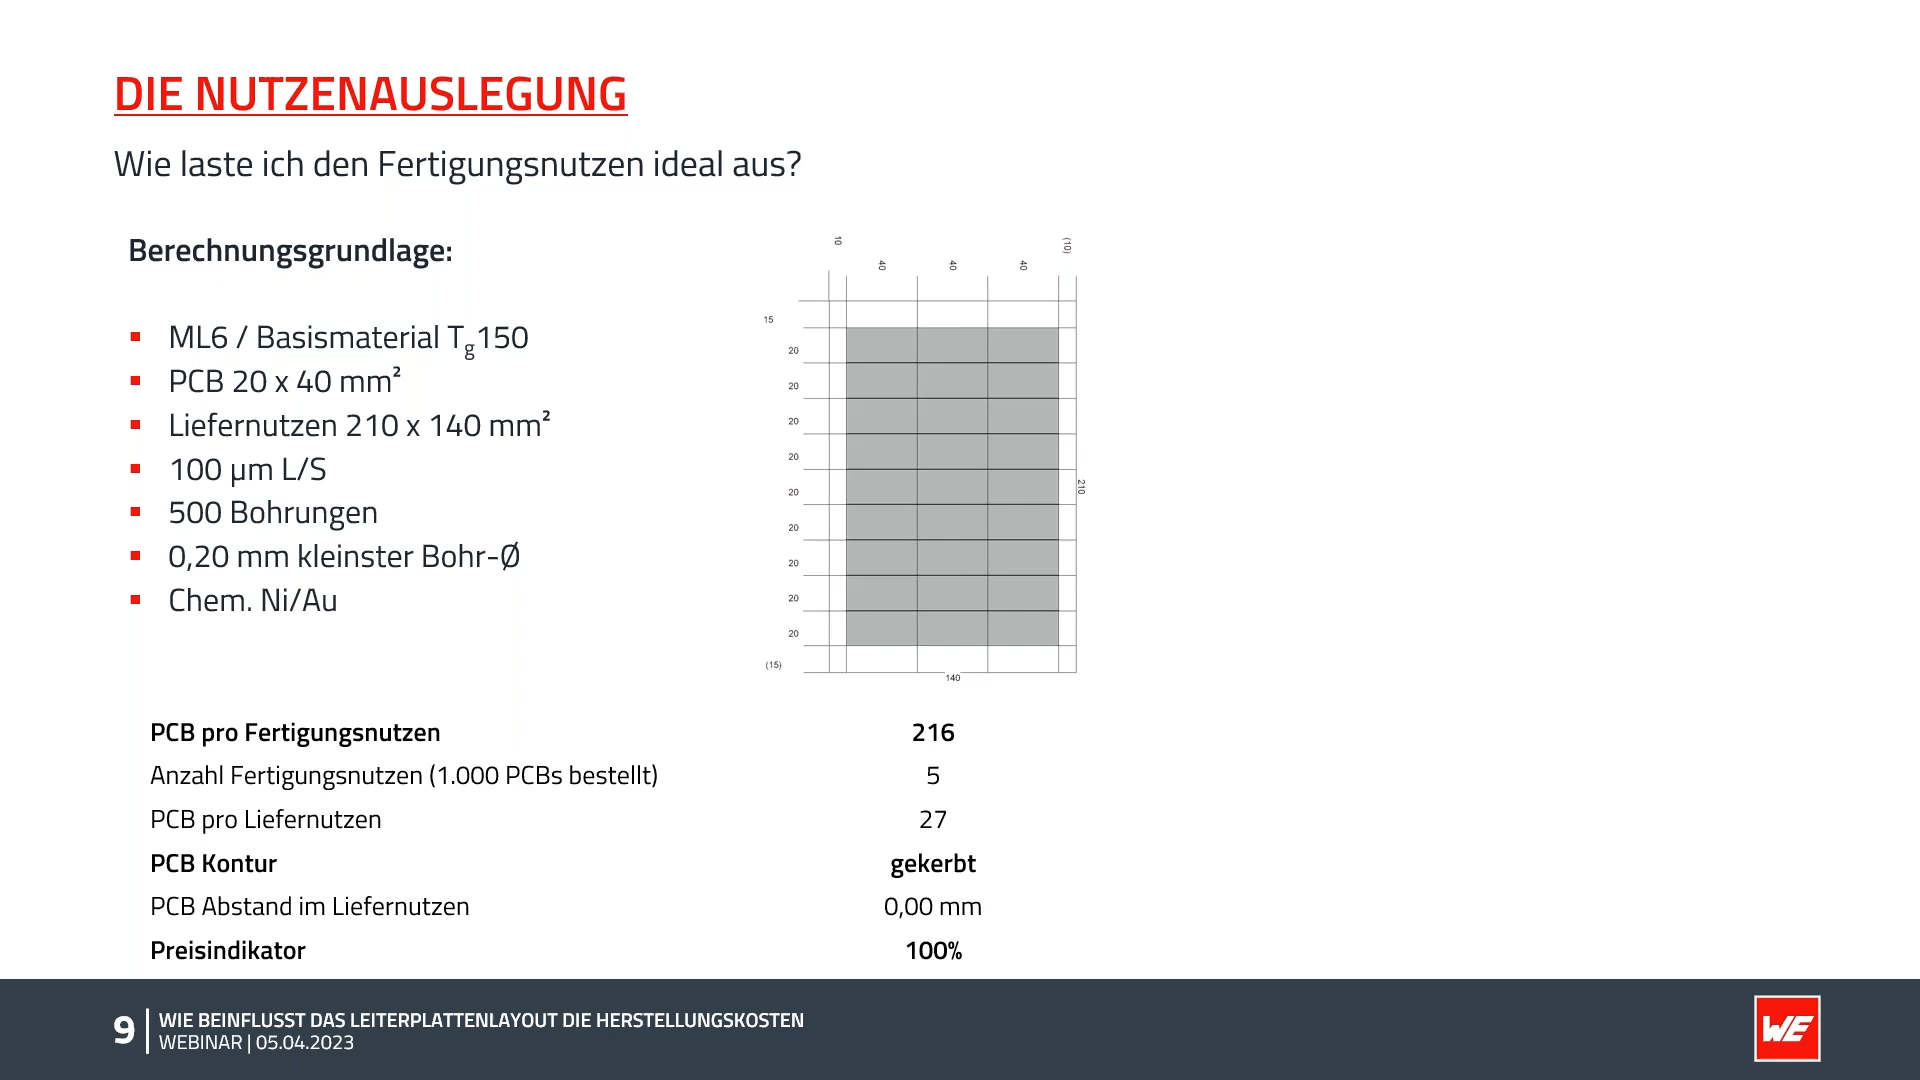 DIE NUTZENAUSLEGUNG
Wie laste ich den Fertigungsnutzen ideal aus?
Berechnungsgrundlage:
ML6 / Basismaterial Tg150
PCB 20 x 40 mm²
Liefernutzen 210 x 140 mm²
100 µm L/S
500 Bohrungen
0,20 mm kleinster Bohr-Ø
Chem. Ni/Au
10
(10)
40 40 40
15
20
20
20
20
20
20
20
20
20
(15)
210
140
PCB pro Fertigungsnutzen 216
Anzahl Fertigungsnutzen (1.000 PCBs bestellt) 5
PCB pro Liefernutzen 27
PCB Kontur gekerbt
PCB Abstand im Liefernutzen 0,00 mm
Preisindikator 100%
9
WIE BEINFLUSST DAS LEITERPLATTENLAYOUT DIE HERSTELLUNGSKOSTEN
WEBINAR | 05.04.2023
WE